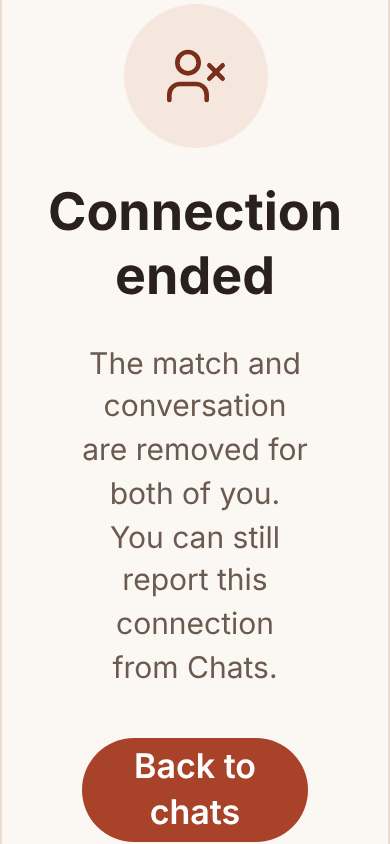 Connection
ended
The match and
conversation
are removed for
both of you.
You can still
report this
connection
from Chats.
Back to
chats